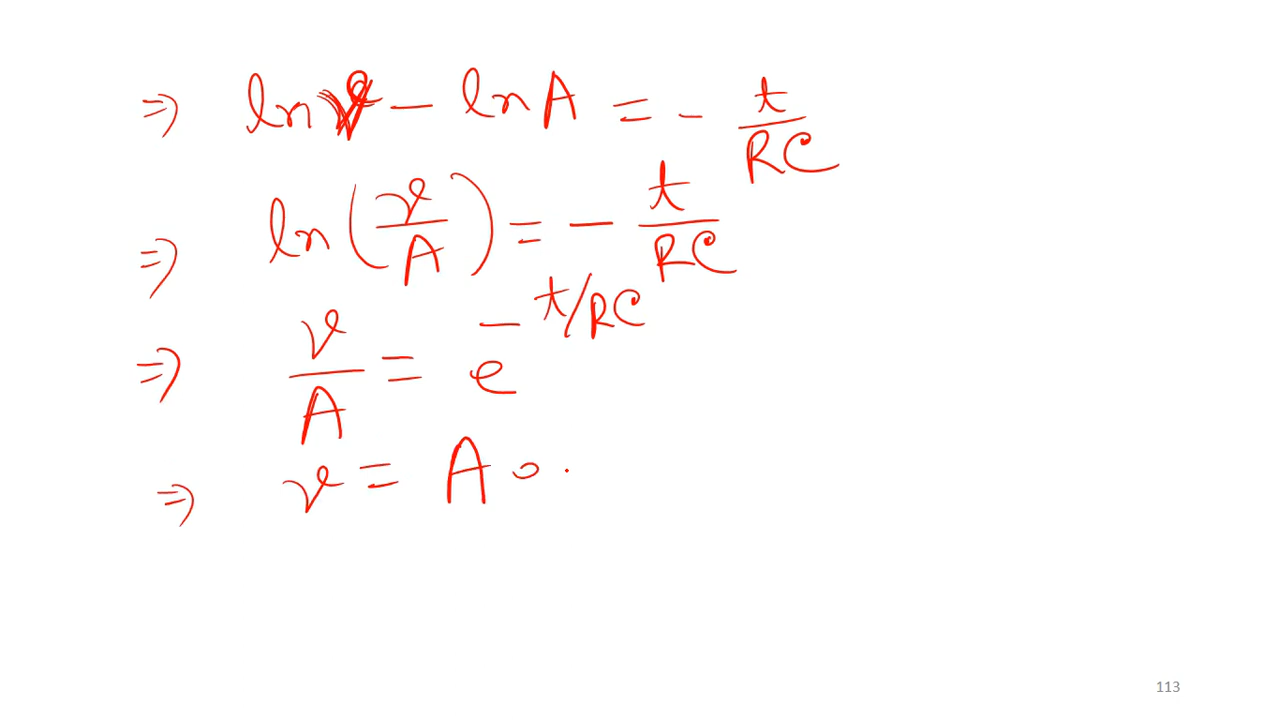 ⇒ ln v − ln A = − t/RC
⇒ ln (v/A) = − t/RC
⇒ v/A = e^(−t/RC)
⇒ v = A
113